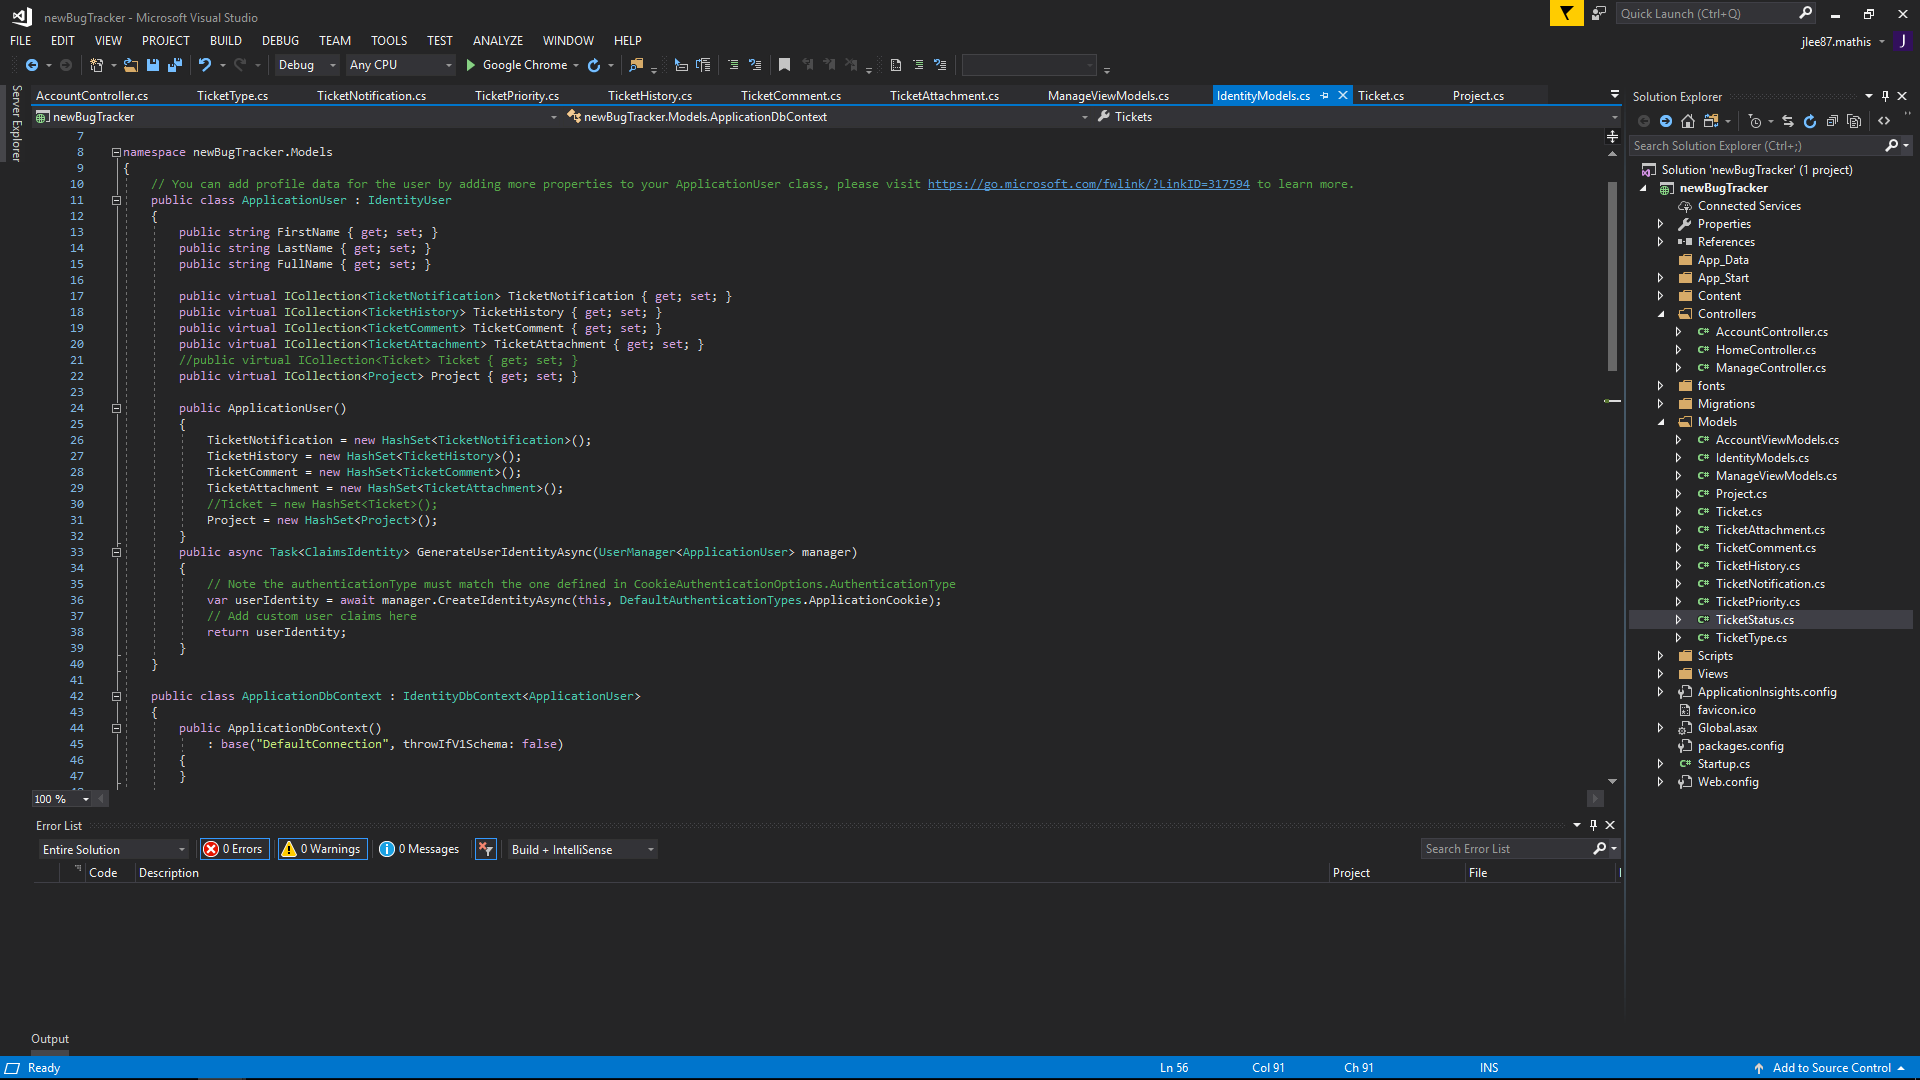 newBugTracker - Microsoft Visual Studio
Quick Launch (Ctrl+Q)
FILE EDIT VIEW PROJECT BUILD DEBUG TEAM TOOLS TEST ANALYZE WINDOW HELP
jlee87.mathis
J
Debug Any CPU Google Chrome
Server Explorer
AccountController.cs TicketType.cs TicketNotification.cs TicketPriority.cs TicketHistory.cs TicketComment.cs TicketAttachment.cs ManageViewModels.cs IdentityModels.cs Ticket.cs Project.cs
newBugTracker newBugTracker.Models.ApplicationDbContext Tickets
7
8 namespace newBugTracker.Models
9 {
10 // You can add profile data for the user by adding more properties to your ApplicationUser class, please visit https://go.microsoft.com/fwlink/?LinkID=317594 to learn more.
11 public class ApplicationUser : IdentityUser
12 {
13 public string FirstName { get; set; }
14 public string LastName { get; set; }
15 public string FullName { get; set; }
16
17 public virtual ICollection<TicketNotification> TicketNotification { get; set; }
18 public virtual ICollection<TicketHistory> TicketHistory { get; set; }
19 public virtual ICollection<TicketComment> TicketComment { get; set; }
20 public virtual ICollection<TicketAttachment> TicketAttachment { get; set; }
21 //public virtual ICollection<Ticket> Ticket { get; set; }
22 public virtual ICollection<Project> Project { get; set; }
23
24 public ApplicationUser()
25 {
26 TicketNotification = new HashSet<TicketNotification>();
27 TicketHistory = new HashSet<TicketHistory>();
28 TicketComment = new HashSet<TicketComment>();
29 TicketAttachment = new HashSet<TicketAttachment>();
30 //Ticket = new HashSet<Ticket>();
31 Project = new HashSet<Project>();
32 }
33 public async Task<ClaimsIdentity> GenerateUserIdentityAsync(UserManager<ApplicationUser> manager)
34 {
35 // Note the authenticationType must match the one defined in CookieAuthenticationOptions.AuthenticationType
36 var userIdentity = await manager.CreateIdentityAsync(this, DefaultAuthenticationTypes.ApplicationCookie);
37 // Add custom user claims here
38 return userIdentity;
39 }
40 }
41
42 public class ApplicationDbContext : IdentityDbContext<ApplicationUser>
43 {
44 public ApplicationDbContext()
45 : base("DefaultConnection", throwIfV1Schema: false)
46 {
47 }
100 %
Error List
Entire Solution 0 Errors 0 Warnings 0 Messages Build + IntelliSense Search Error List
Code Description Project File
Output
Solution Explorer
Search Solution Explorer (Ctrl+;)
Solution 'newBugTracker' (1 project)
newBugTracker
Connected Services
Properties
References
App_Data
App_Start
Content
Controllers
C# AccountController.cs
C# HomeController.cs
C# ManageController.cs
fonts
Migrations
Models
C# AccountViewModels.cs
C# IdentityModels.cs
C# ManageViewModels.cs
C# Project.cs
C# Ticket.cs
C# TicketAttachment.cs
C# TicketComment.cs
C# TicketHistory.cs
C# TicketNotification.cs
C# TicketPriority.cs
C# TicketStatus.cs
C# TicketType.cs
Scripts
Views
ApplicationInsights.config
favicon.ico
Global.asax
packages.config
C# Startup.cs
Web.config
Ready Ln 56 Col 91 Ch 91 INS Add to Source Control